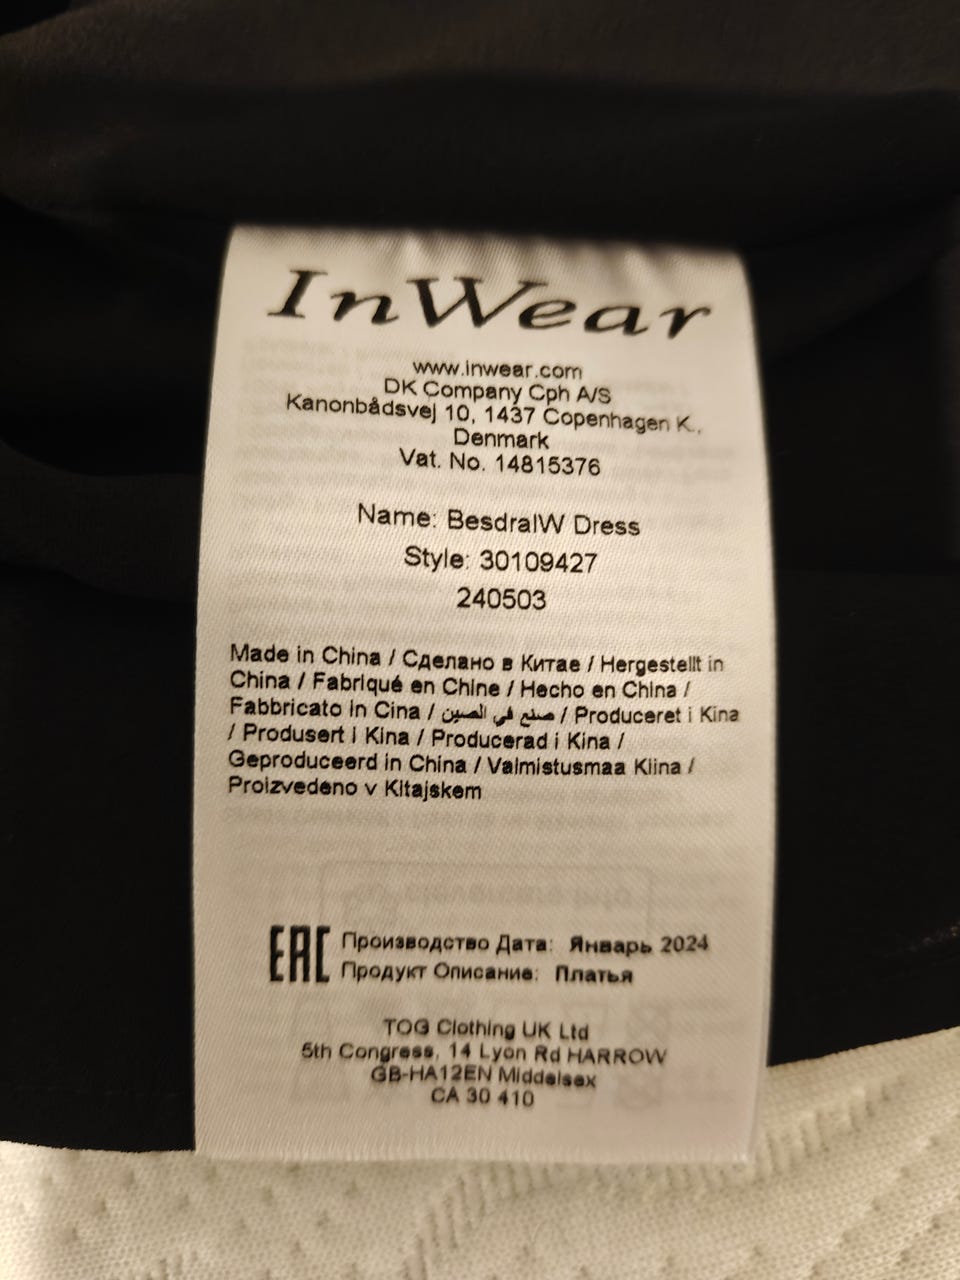 InWear
www.inwear.com
DK Company Cph A/S
Kanonbådsvej 10, 1437 Copenhagen K.,
Denmark
Vat. No. 14815376
Name: BesdraIW Dress
Style: 30109427
240503
Made in China / Сделано в Китае / Hergestellt in
China / Fabriqué en Chine / Hecho en China /
Fabbricato in Cina / صنع في الصين / Produceret i Kina
/ Produsert i Kina / Producerad i Kina /
Geproduceerd in China / Valmistusmaa Kiina /
Proizvedeno v Kitajskem
EAC Производство Дата: Январь 2024
Продукт Описание: Платья
TOG Clothing UK Ltd
5th Congress, 14 Lyon Rd HARROW
GB-HA12EN Middelsex
CA 30 410